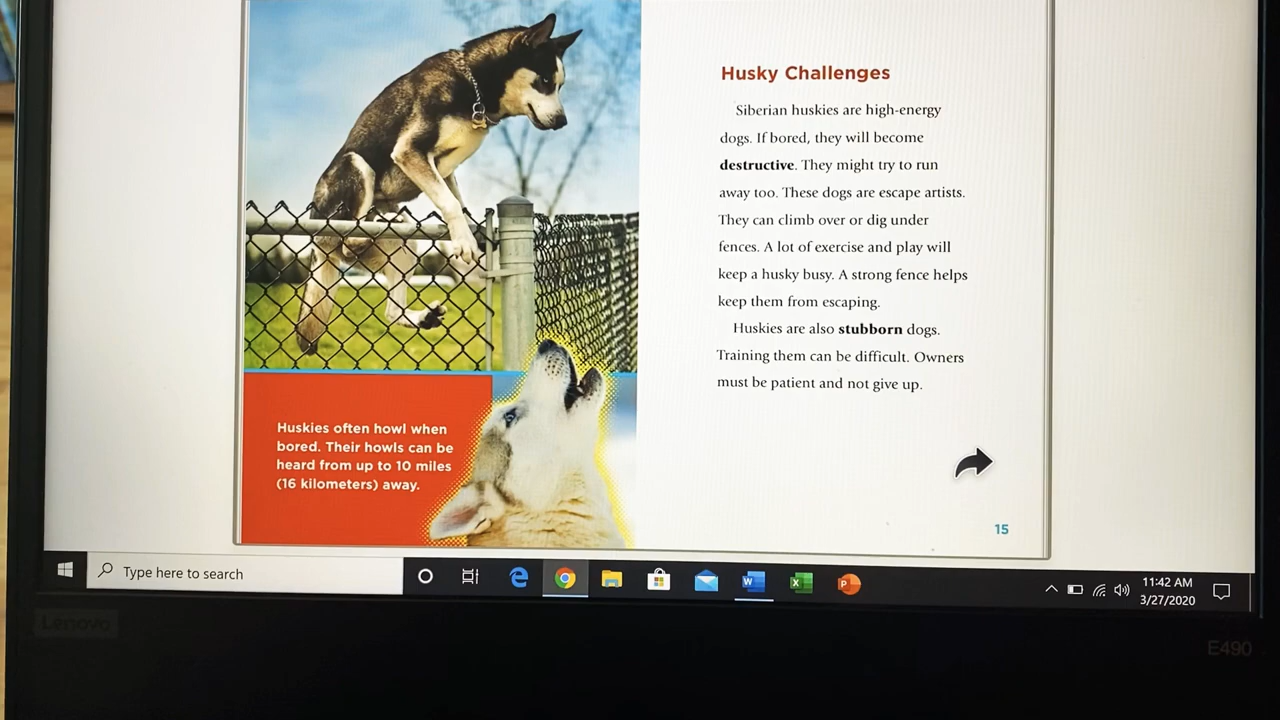 Husky Challenges
Siberian huskies are high-energy
dogs. If bored, they will become
destructive. They might try to run
away too. These dogs are escape artists.
They can climb over or dig under
fences. A lot of exercise and play will
keep a husky busy. A strong fence helps
keep them from escaping.
Huskies are also stubborn dogs.
Training them can be difficult. Owners
must be patient and not give up.
Huskies often howl when
bored. Their howls can be
heard from up to 10 miles
(16 kilometers) away.
15
Type here to search
11:42 AM
3/27/2020
Lenovo
E490